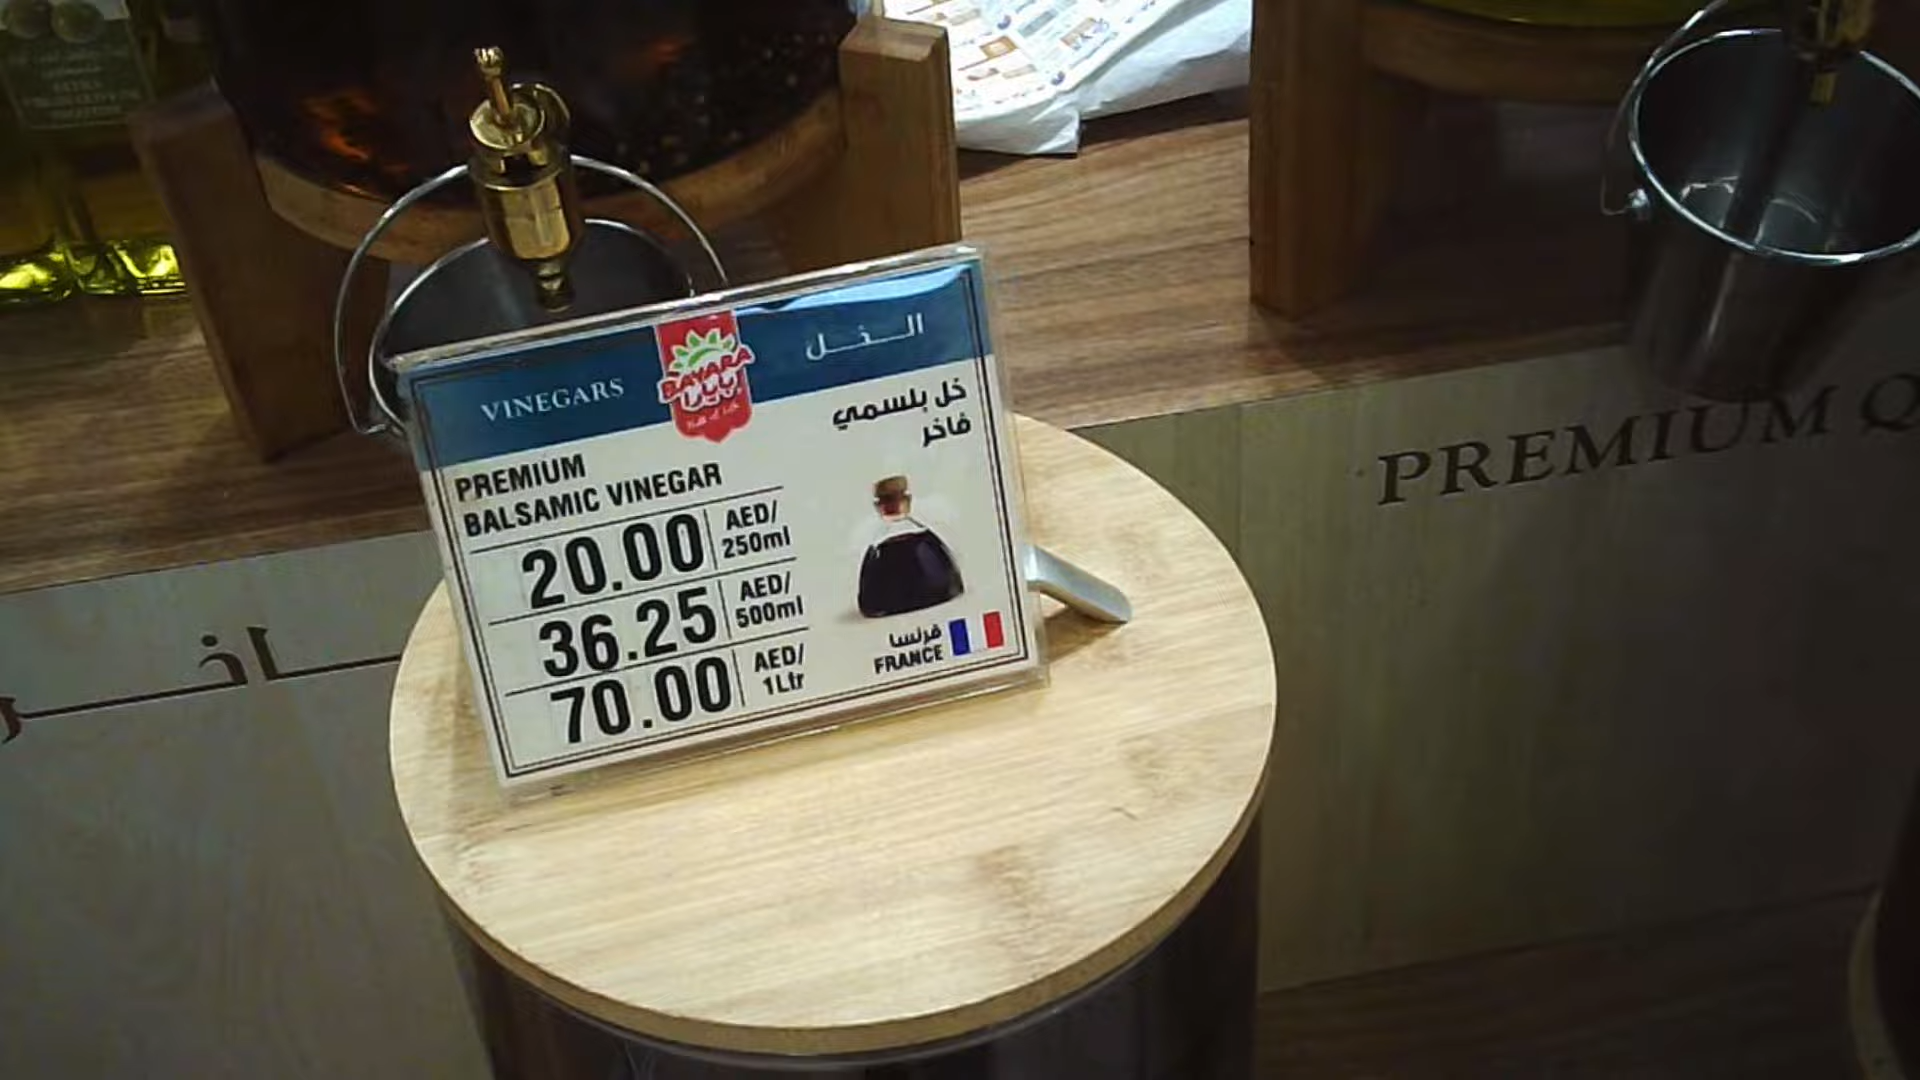 EXTRA
VINEGARS
BAYARA
الخل
خل بلسمي
فاخر
PREMIUM
BALSAMIC VINEGAR
20.00 AED/
250ml
36.25 AED/
500ml
70.00 AED/
1Ltr
فرنسا
FRANCE
PREMIUM Q